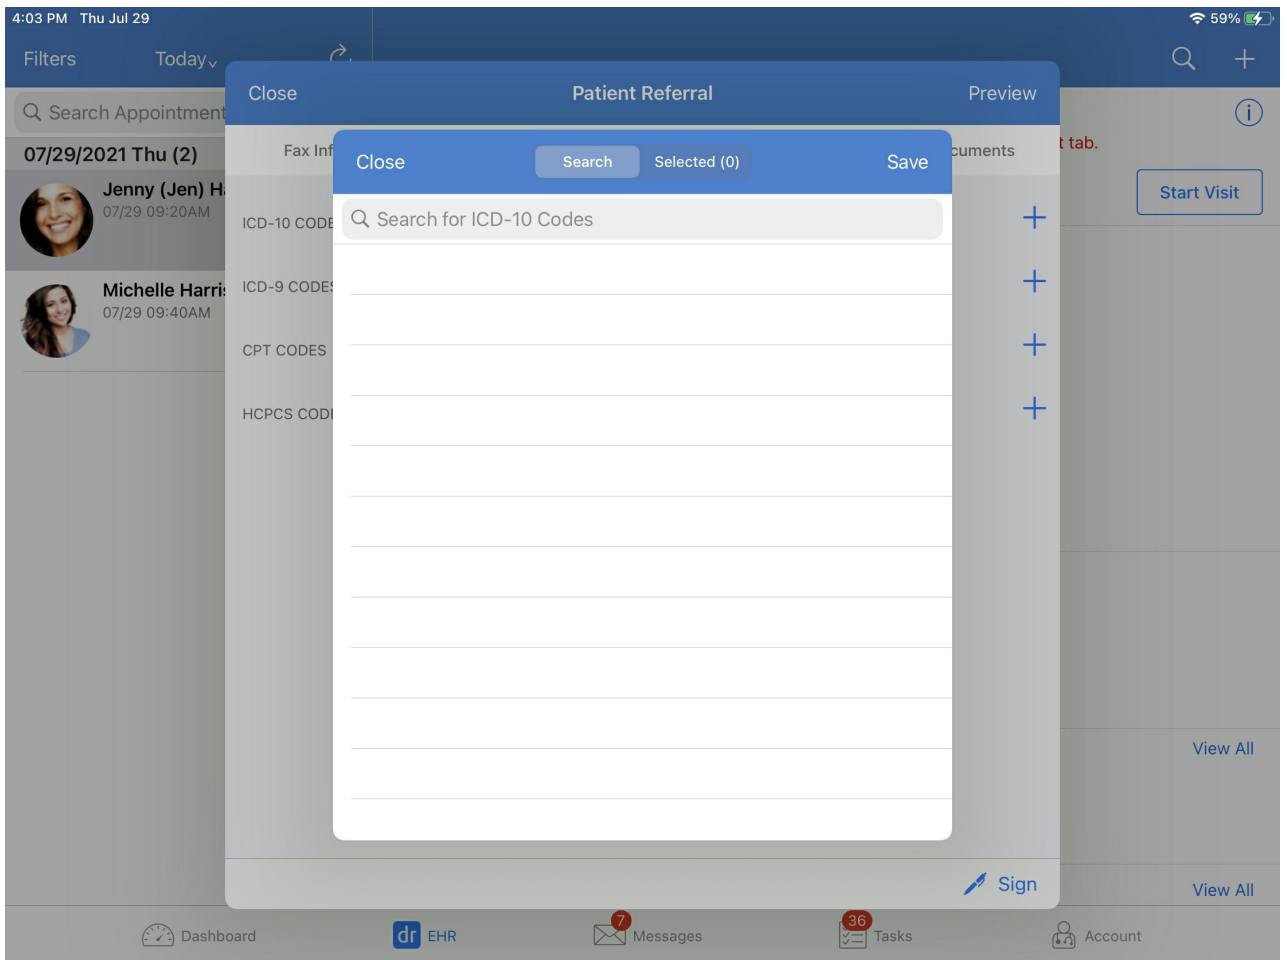 4:03 PM Thu Jul 29
59%
Filters
Today
Close
Patient Referral
Preview
Search Appointment
t tab.
07/29/2021 Thu (2)
Fax Inf
cuments
Close
Search
Selected (0)
Save
Jenny (Jen) Ha
07/29 09:20AM
Start Visit
ICD-10 CODE
Search for ICD-10 Codes
Michelle Harris
07/29 09:40AM
ICD-9 CODES
CPT CODES
HCPCS CODE
View All
Sign
View All
Dashboard
dr EHR
7
Messages
36
Tasks
Account